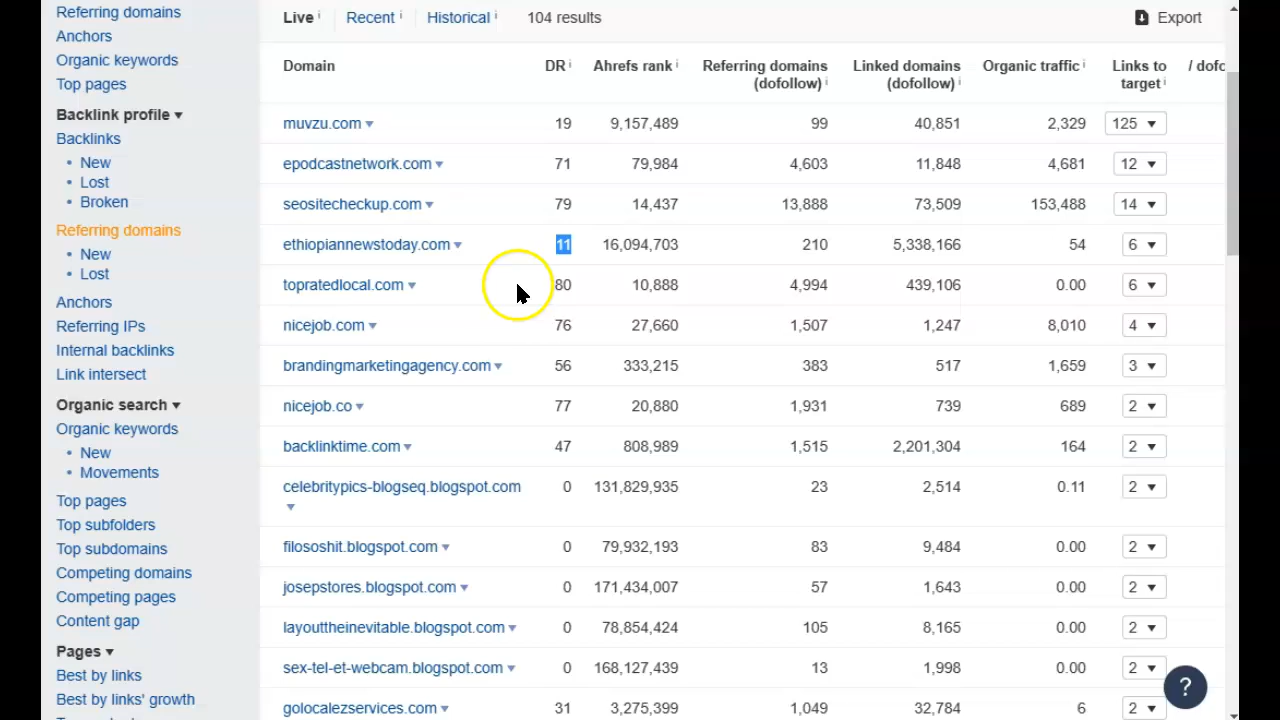 Referring domains
Anchors
Organic keywords
Top pages
Backlink profile
Backlinks
• New
• Lost
• Broken
Referring domains
• New
• Lost
Anchors
Referring IPs
Internal backlinks
Link intersect
Organic search
Organic keywords
• New
• Movements
Top pages
Top subfolders
Top subdomains
Competing domains
Competing pages
Content gap
Pages
Best by links
Best by links' growth
Live i Recent i Historical i 104 results Export
Domain DR i Ahrefs rank i Referring domains (dofollow) i Linked domains (dofollow) i Organic traffic i Links to target i / dofo
muvzu.com 19 9,157,489 99 40,851 2,329 125
epodcastnetwork.com 71 79,984 4,603 11,848 4,681 12
seositecheckup.com 79 14,437 13,888 73,509 153,488 14
ethiopiannewstoday.com 11 16,094,703 210 5,338,166 54 6
topratedlocal.com 80 10,888 4,994 439,106 0.00 6
nicejob.com 76 27,660 1,507 1,247 8,010 4
brandingmarketingagency.com 56 333,215 383 517 1,659 3
nicejob.co 77 20,880 1,931 739 689 2
backlinktime.com 47 808,989 1,515 2,201,304 164 2
celebritypics-blogseq.blogspot.com 0 131,829,935 23 2,514 0.11 2
filososhit.blogspot.com 0 79,932,193 83 9,484 0.00 2
josepstores.blogspot.com 0 171,434,007 57 1,643 0.00 2
layouttheinevitable.blogspot.com 0 78,854,424 105 8,165 0.00 2
sex-tel-et-webcam.blogspot.com 0 168,127,439 13 1,998 0.00 2
golocalezservices.com 31 3,275,399 1,049 32,784 6 2
?